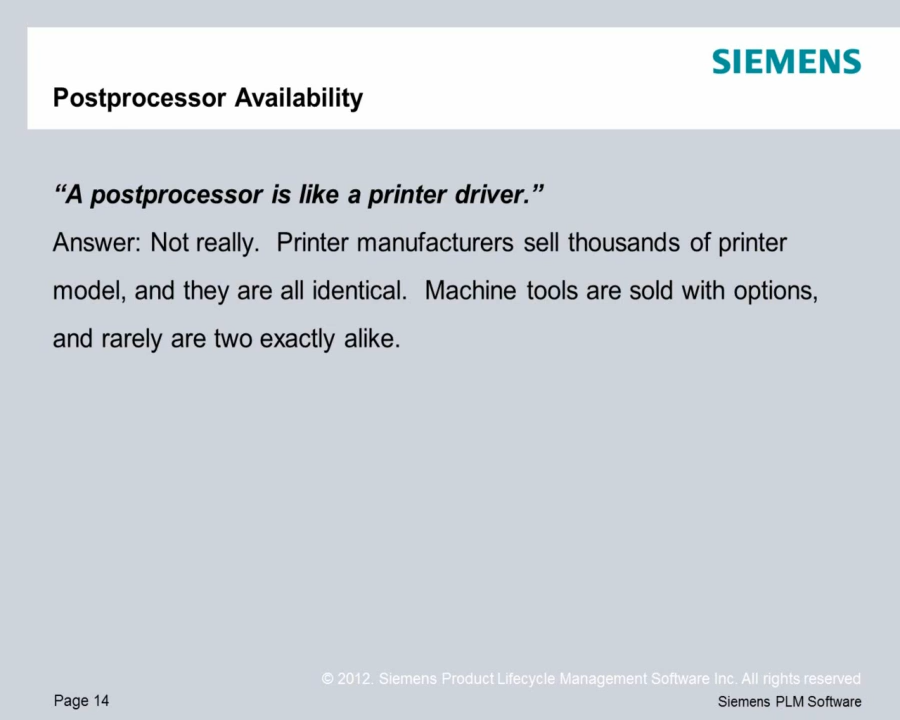 SIEMENS
Postprocessor Availability
“A postprocessor is like a printer driver.”
Answer: Not really.  Printer manufacturers sell thousands of printer
model, and they are all identical.  Machine tools are sold with options,
and rarely are two exactly alike.
© 2012. Siemens Product Lifecycle Management Software Inc. All rights reserved
Page 14
Siemens PLM Software